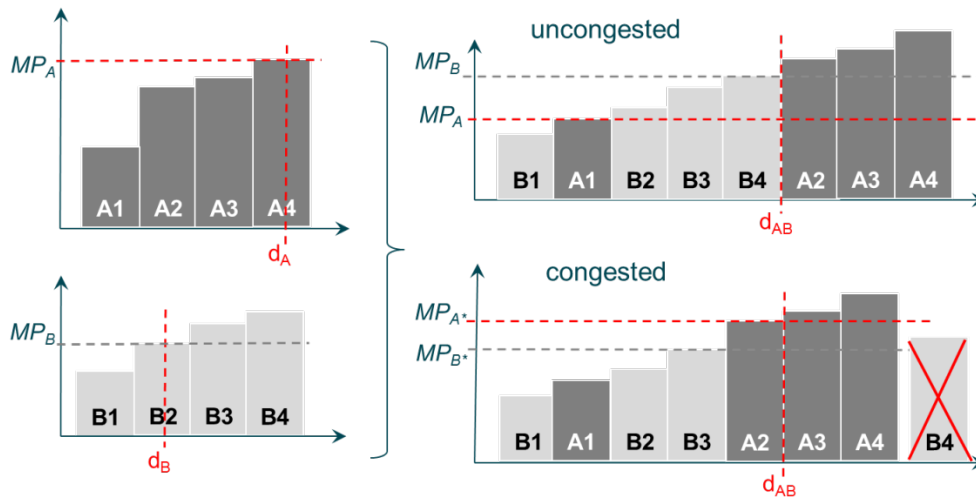 MP_A
A1 A2 A3 A4
d_A
MP_B
B1 B2 B3 B4
d_B
uncongested
MP_B
MP_A
B1 A1 B2 B3 B4 A2 A3 A4
d_AB
congested
MP_A*
MP_B*
B1 A1 B2 B3 A2 A3 A4 B4
d_AB